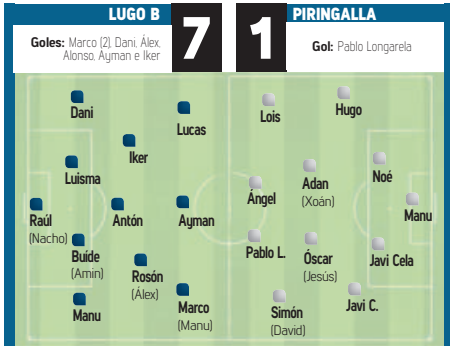 LUGO B 7 1 PIRINGALLA
Goles: Marco (2), Dani, Álex,
Alonso, Ayman e Iker
Gol: Pablo Longarela
Dani
Lucas
Iker
Luisma
Raúl
(Nacho)
Antón
Ayman
Buide
(Amin)
Rosón
(Álex)
Manu
Marco
(Manu)
Lois
Hugo
Adan
(Xoán)
Noé
Ángel
Manu
Pablo L.
Óscar
(Jesús)
Javi Cela
Simón
(David)
Javi C.